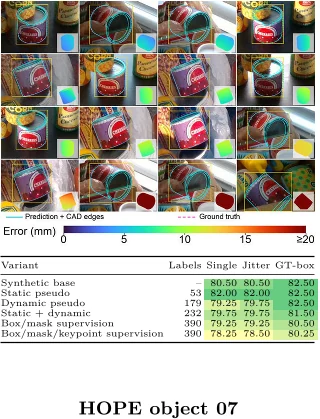 Prediction + CAD edges Ground truth
Error (mm)
0 5 10 15 ≥20
Variant Labels Single Jitter GT-box
Synthetic base – 80.50 80.50 82.50
Static pseudo 53 82.00 82.00 82.50
Dynamic pseudo 179 79.25 79.75 82.50
Static + dynamic 232 79.75 79.75 81.50
Box/mask supervision 390 79.25 79.25 80.50
Box/mask/keypoint supervision 390 78.25 78.50 80.25
HOPE object 07